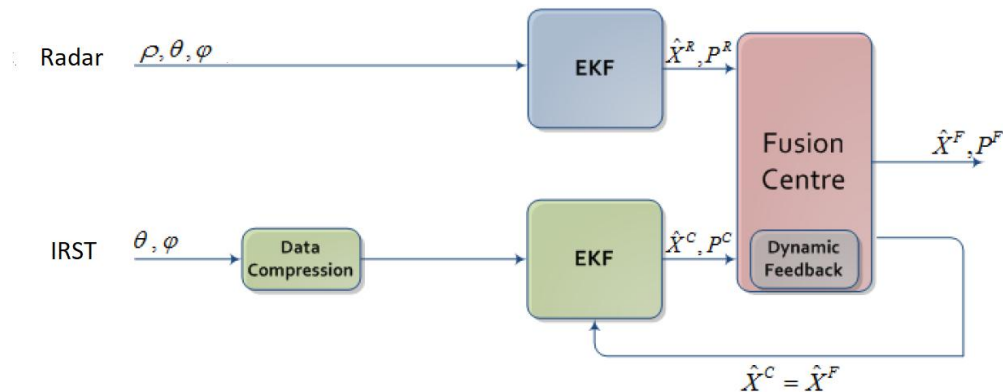 Radar
ρ, θ, φ
EKF
X̂^R, P^R
Fusion
Centre
X̂^F, P^F
IRST
θ, φ
Data
Compression
EKF
X̂^C, P^C
Dynamic
Feedback
X̂^C = X̂^F